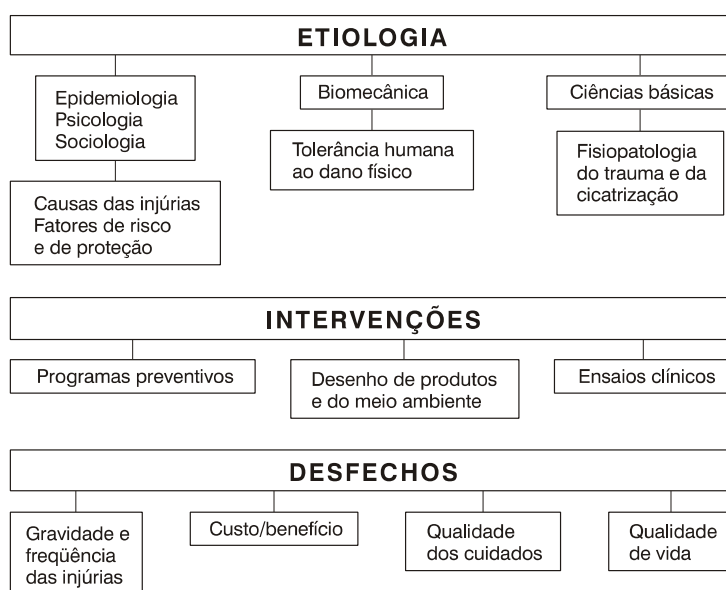 ETIOLOGIA
Epidemiologia
Psicologia
Sociologia
Biomecânica
Ciências básicas
Causas das injúrias
Fatores de risco
e de proteção
Tolerância humana
ao dano físico
Fisiopatologia
do trauma e da
cicatrização
INTERVENÇÕES
Programas preventivos
Desenho de produtos
e do meio ambiente
Ensaios clínicos
DESFECHOS
Gravidade e
freqüência
das injúrias
Custo/benefício
Qualidade
dos cuidados
Qualidade
de vida